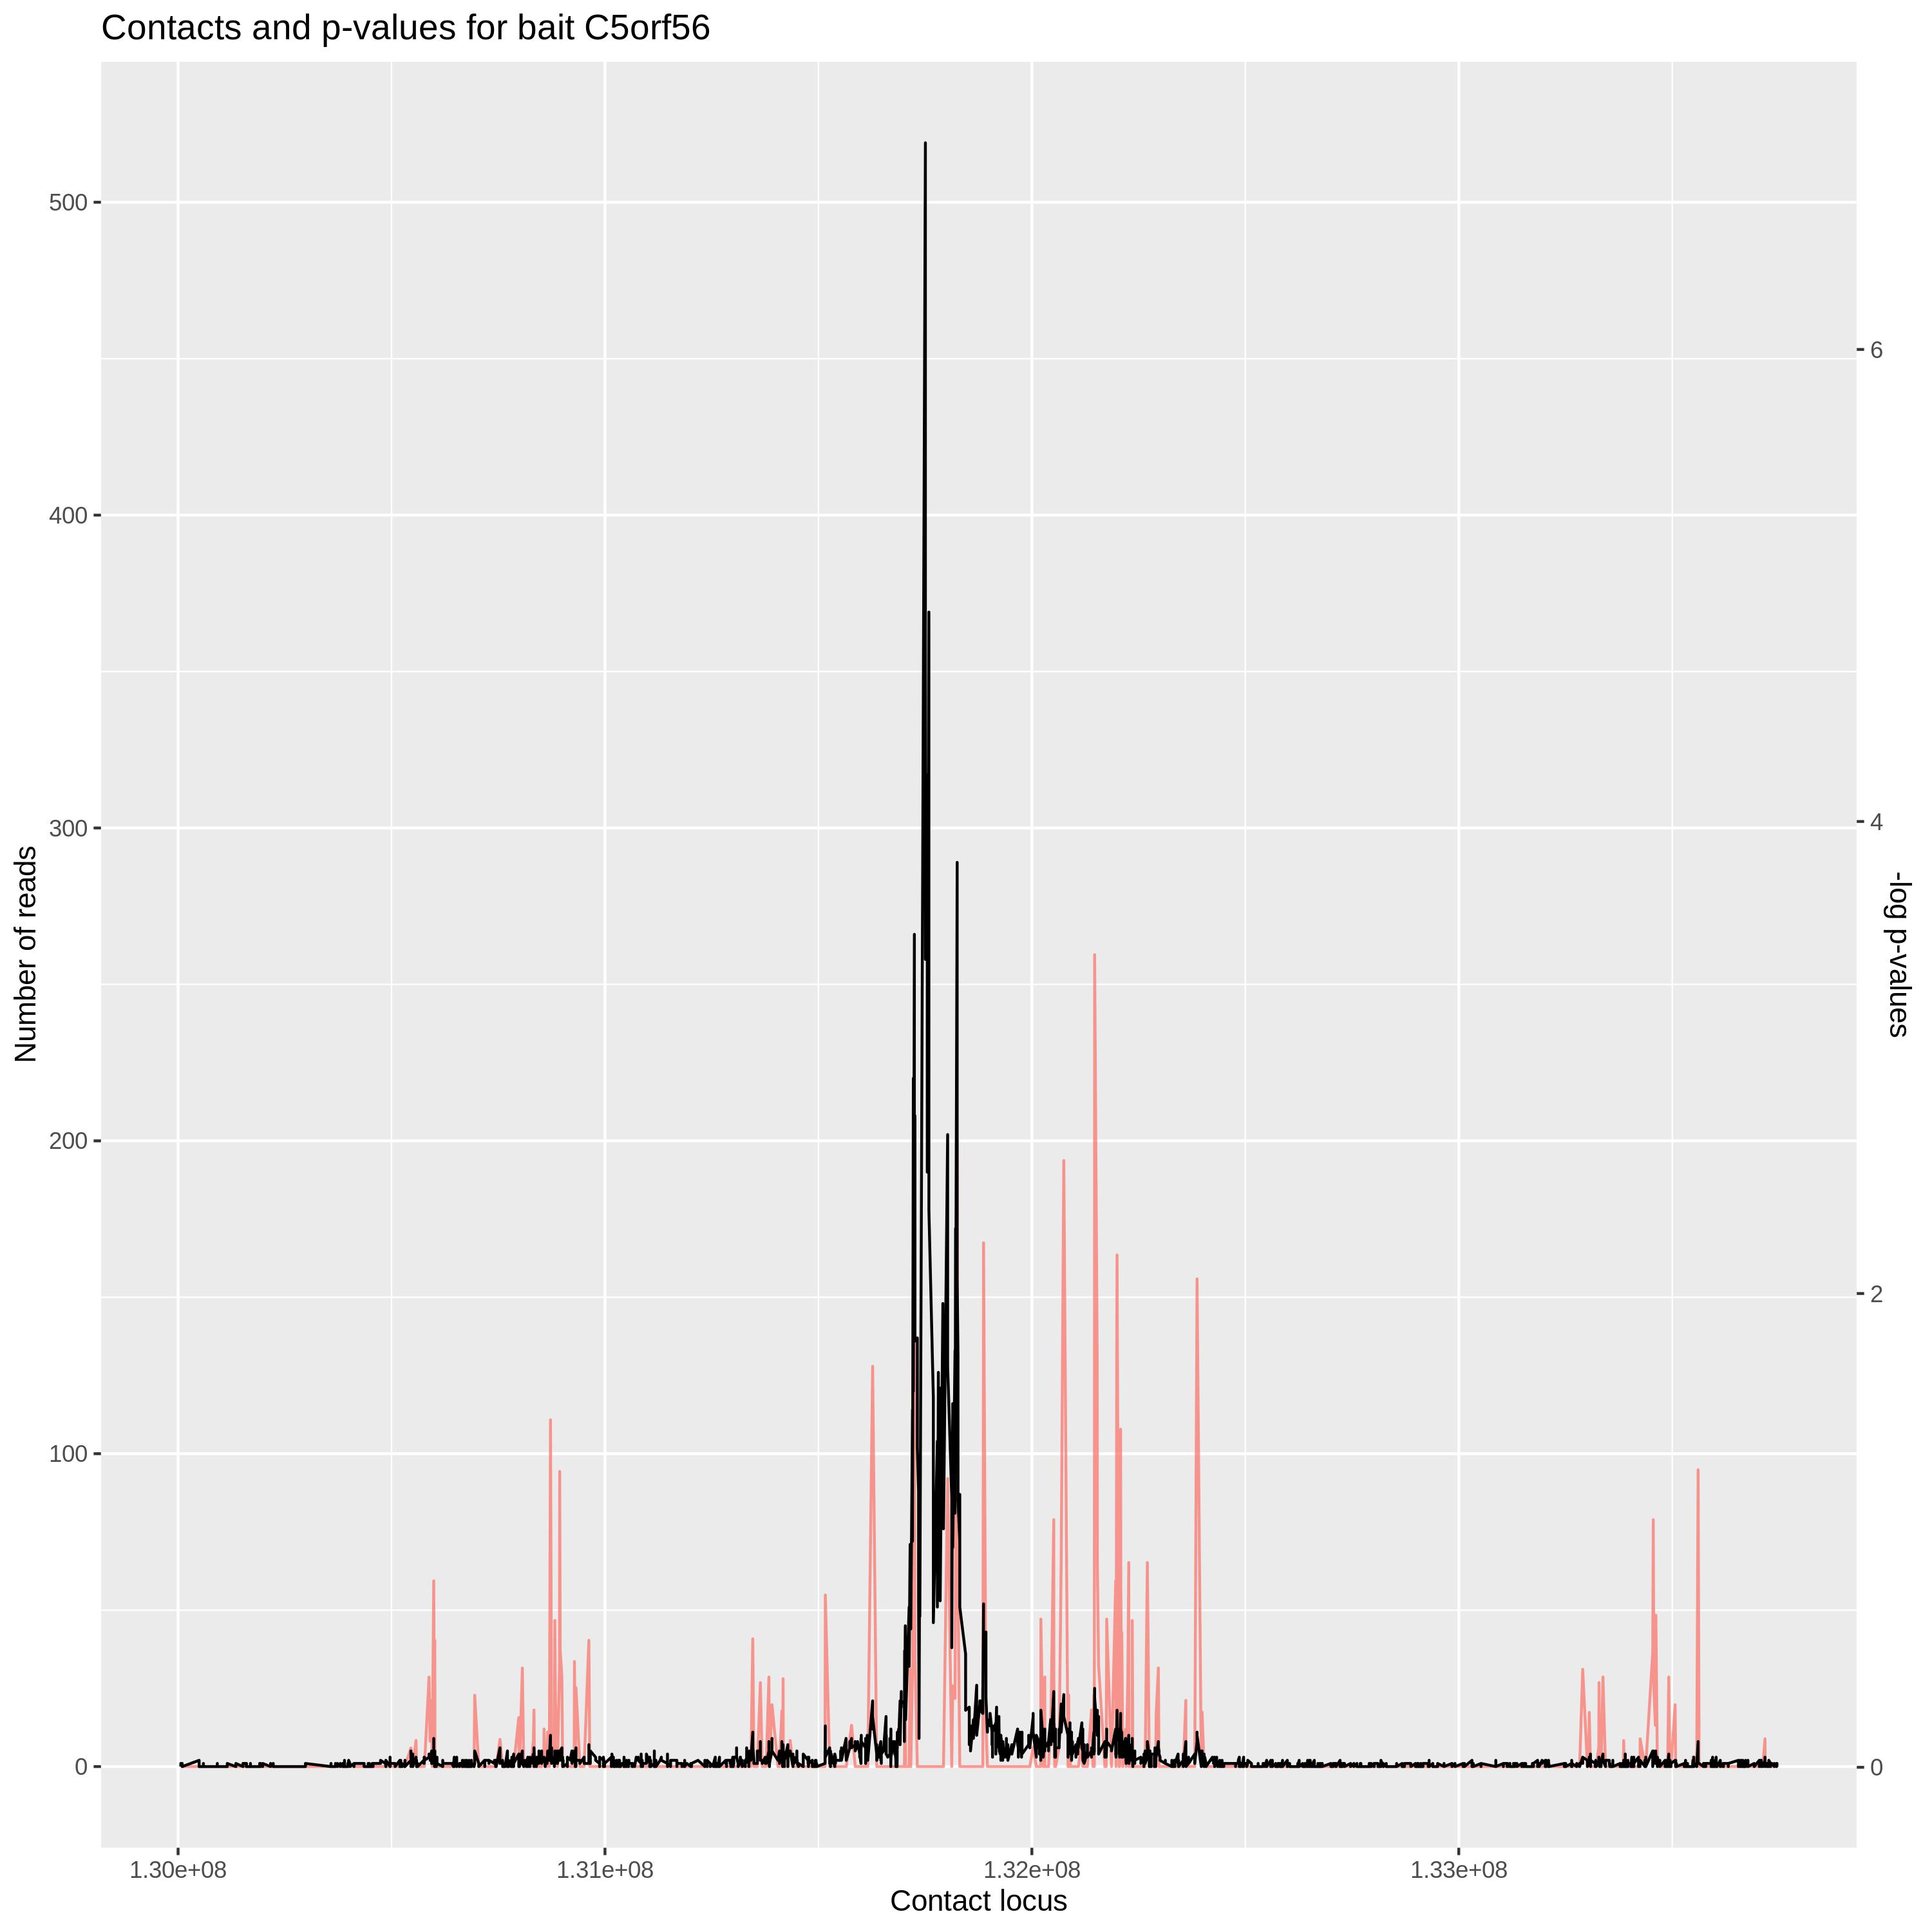 Contacts and p-values for bait C5orf56
500
400
300
200
100
0
Number of reads
6
4
2
0
-log p-values
1.30e+08
1.31e+08
1.32e+08
1.33e+08
Contact locus